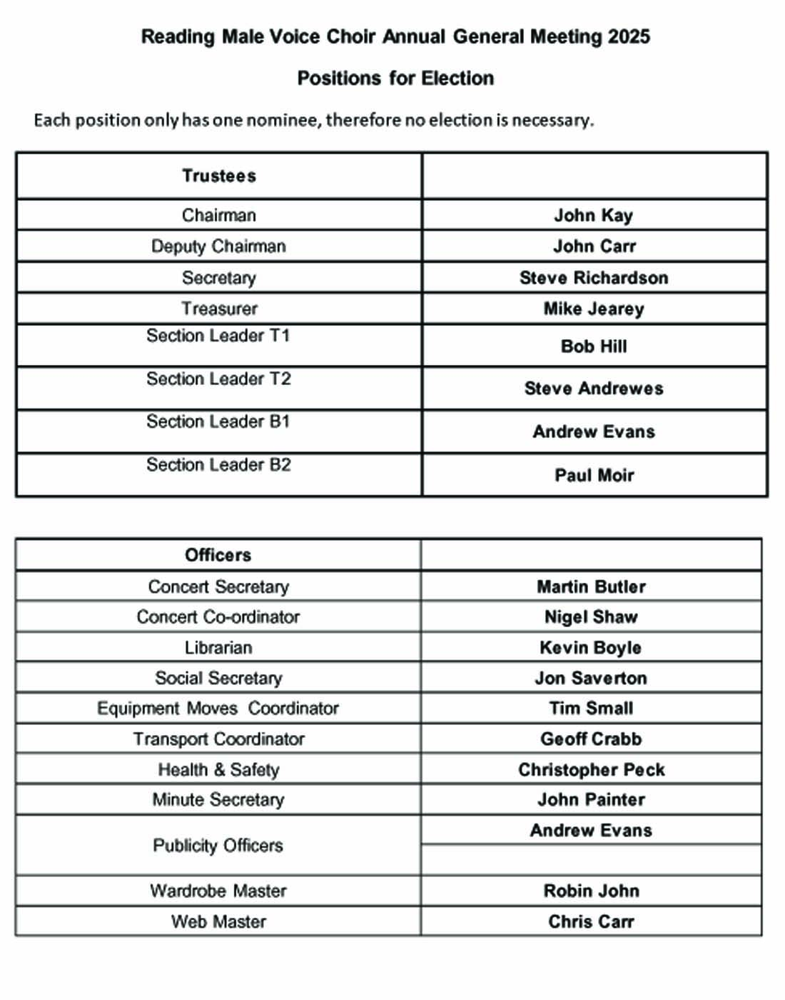 Reading Male Voice Choir Annual General Meeting 2025
Positions for Election
Each position only has one nominee, therefore no election is necessary.
Trustees
Chairman John Kay
Deputy Chairman John Carr
Secretary Steve Richardson
Treasurer Mike Jearey
Section Leader T1 Bob Hill
Section Leader T2 Steve Andrewes
Section Leader B1 Andrew Evans
Section Leader B2 Paul Moir
Officers
Concert Secretary Martin Butler
Concert Co-ordinator Nigel Shaw
Librarian Kevin Boyle
Social Secretary Jon Saverton
Equipment Moves Coordinator Tim Small
Transport Coordinator Geoff Crabb
Health & Safety Christopher Peck
Minute Secretary John Painter
Publicity Officers Andrew Evans
Wardrobe Master Robin John
Web Master Chris Carr